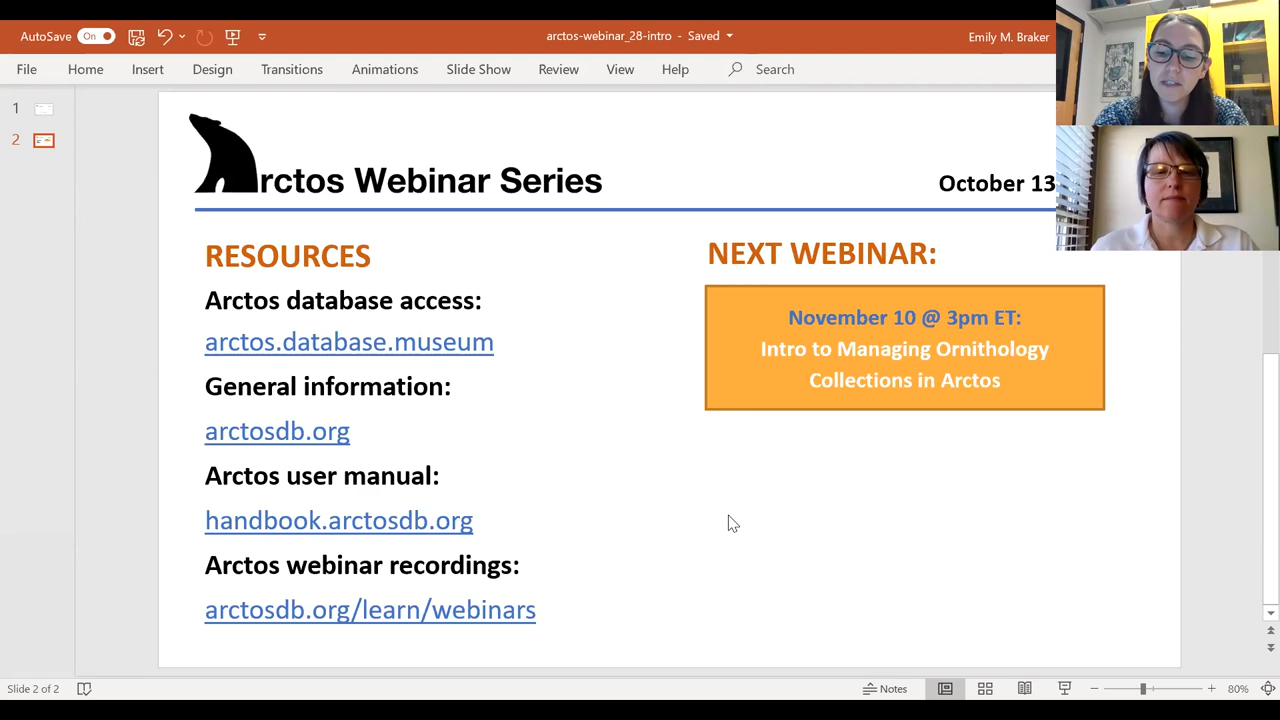 AutoSave On
arctos-webinar_28-intro - Saved
Emily M. Braker
File Home Insert Design Transitions Animations Slide Show Review View Help Search
1
2
rctos Webinar Series
October 13
RESOURCES
Arctos database access:
arctos.database.museum
General information:
arctosdb.org
Arctos user manual:
handbook.arctosdb.org
Arctos webinar recordings:
arctosdb.org/learn/webinars
NEXT WEBINAR:
November 10 @ 3pm ET:
Intro to Managing Ornithology
Collections in Arctos
Slide 2 of 2
Notes
80%